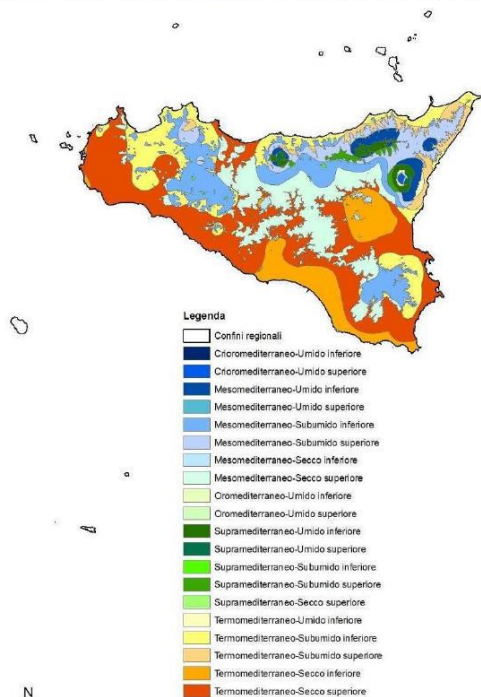 Legenda
Confini regionali
Crioromediterraneo-Umido inferiore
Crioromediterraneo-Umido superiore
Mesomediterraneo-Umido inferiore
Mesomediterraneo-Umido superiore
Mesomediterraneo-Subumido inferiore
Mesomediterraneo-Subumido superiore
Mesomediterraneo-Secco inferiore
Mesomediterraneo-Secco superiore
Oromediterraneo-Umido inferiore
Oromediterraneo-Umido superiore
Supramediterraneo-Umido inferiore
Supramediterraneo-Umido superiore
Supramediterraneo-Subumido inferiore
Supramediterraneo-Subumido superiore
Supramediterraneo-Secco superiore
Termomediterraneo-Umido inferiore
Termomediterraneo-Subumido inferiore
Termomediterraneo-Subumido superiore
Termomediterraneo-Secco inferiore
Termomediterraneo-Secco superiore
N